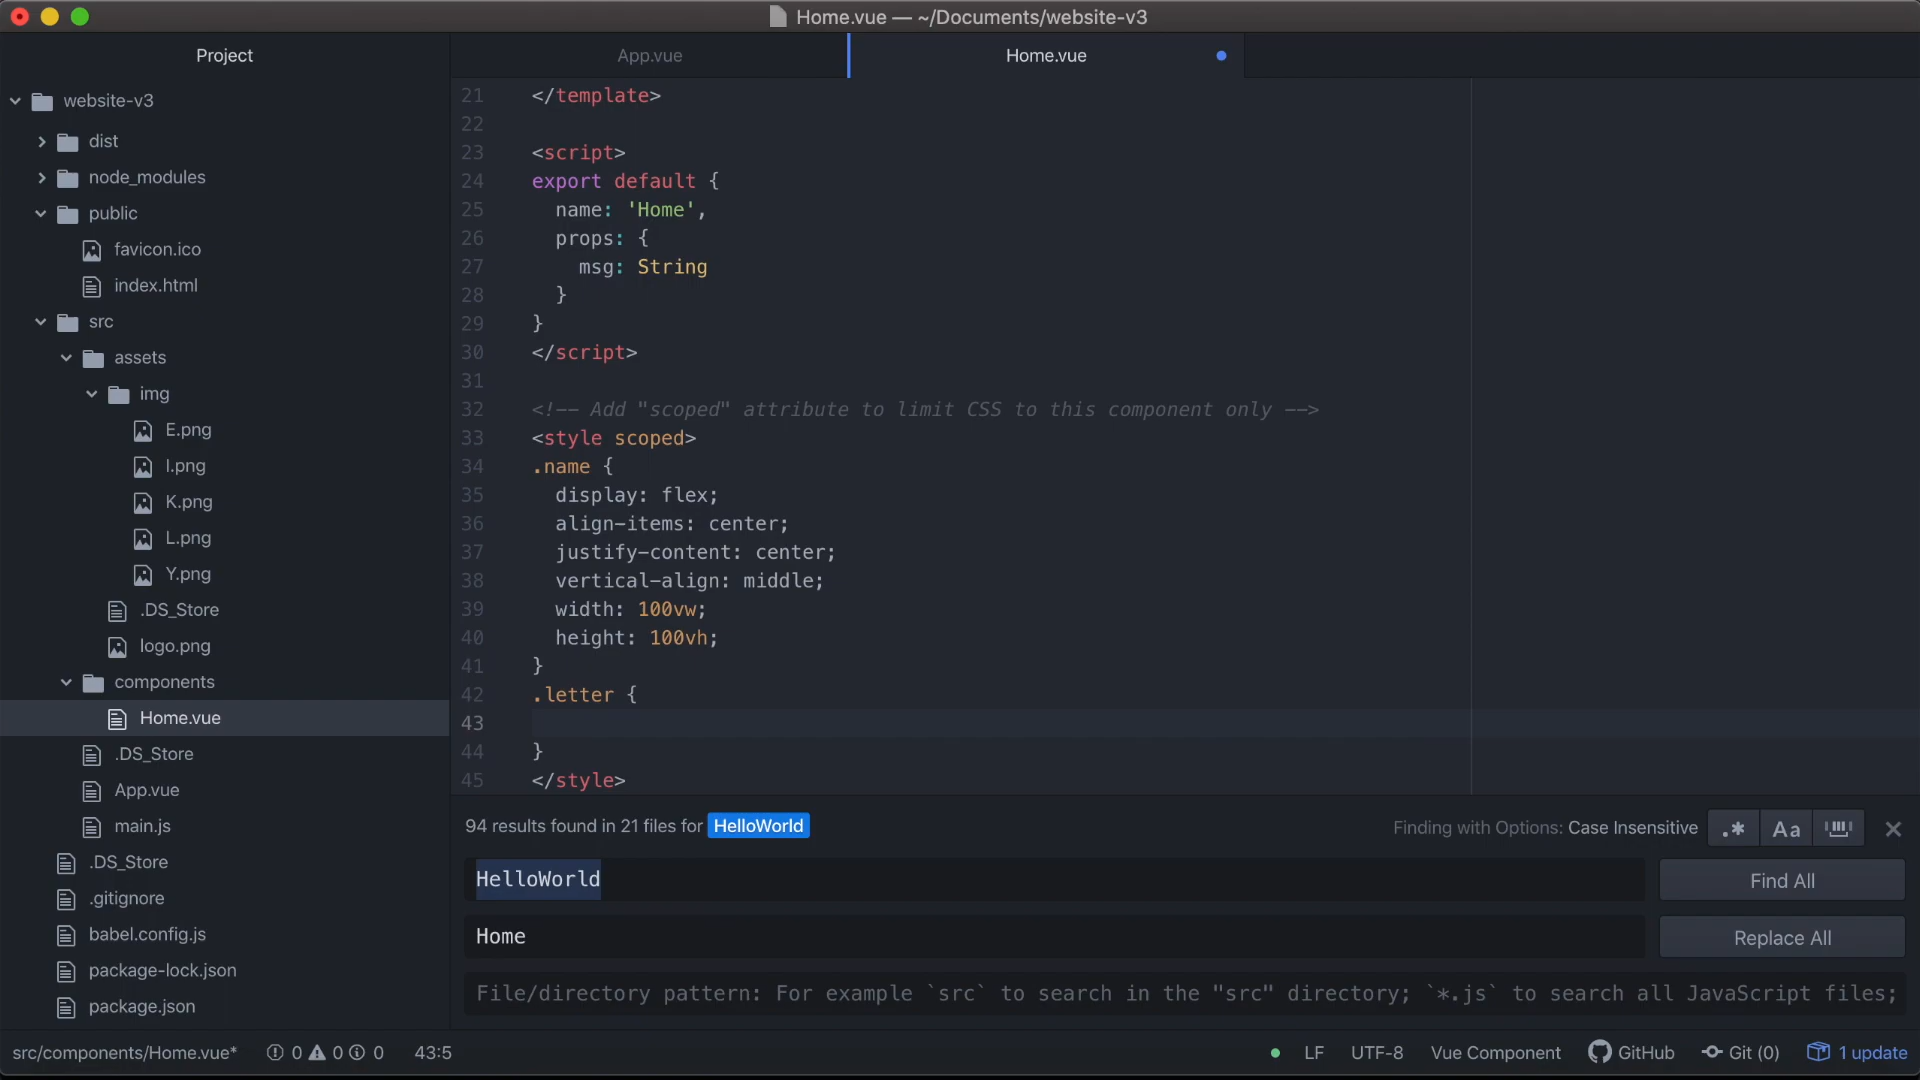 Home.vue — ~/Documents/website-v3
Project
App.vue
Home.vue
website-v3
dist
node_modules
public
favicon.ico
index.html
src
assets
img
E.png
I.png
K.png
L.png
Y.png
.DS_Store
logo.png
components
Home.vue
.DS_Store
App.vue
main.js
.DS_Store
.gitignore
babel.config.js
package-lock.json
package.json
21 </template>
22
23 <script>
24 export default {
25 name: 'Home',
26 props: {
27 msg: String
28 }
29 }
30 </script>
31
32 <!-- Add "scoped" attribute to limit CSS to this component only -->
33 <style scoped>
34 .name {
35 display: flex;
36 align-items: center;
37 justify-content: center;
38 vertical-align: middle;
39 width: 100vw;
40 height: 100vh;
41 }
42 .letter {
43
44 }
45 </style>
94 results found in 21 files for HelloWorld
Finding with Options: Case Insensitive
.* Aa
HelloWorld
Find All
Home
Replace All
File/directory pattern: For example `src` to search in the "src" directory; `*.js` to search all JavaScript files;
src/components/Home.vue* 0 0 0 43:5
LF UTF-8 Vue Component GitHub Git (0) 1 update